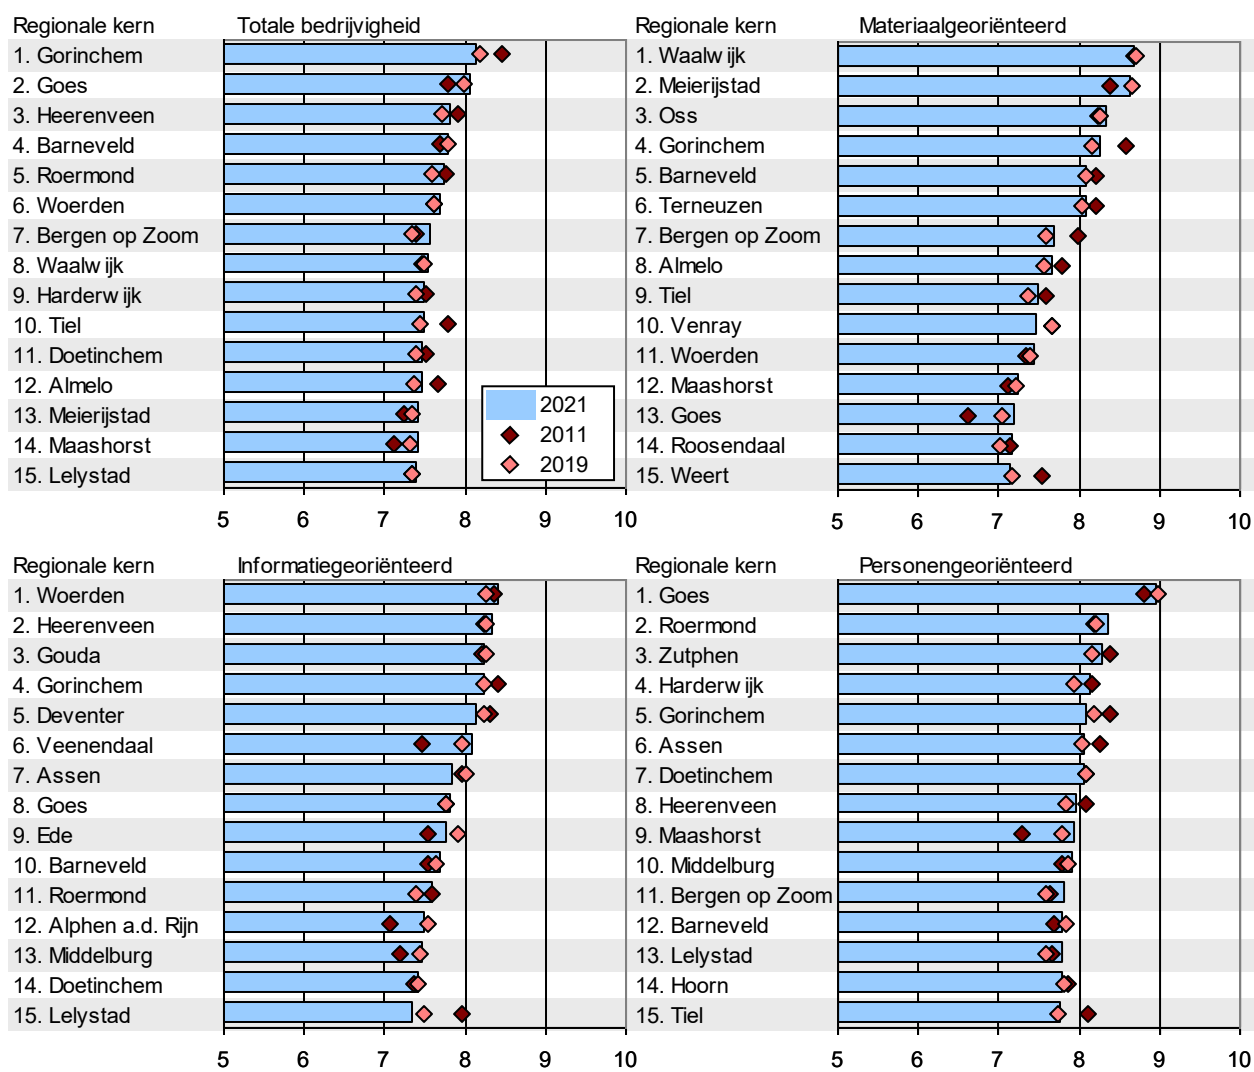 Regionale kern Totale bedrijvigheid
1. Gorinchem
2. Goes
3. Heerenveen
4. Barneveld
5. Roermond
6. Woerden
7. Bergen op Zoom
8. Waalwijk
9. Harderwijk
10. Tiel
11. Doetinchem
12. Almelo
13. Meierijstad
14. Maashorst
15. Lelystad
2021
2011
2019
5 6 7 8 9 10
Regionale kern Materiaalgeoriënteerd
1. Waalwijk
2. Meierijstad
3. Oss
4. Gorinchem
5. Barneveld
6. Terneuzen
7. Bergen op Zoom
8. Almelo
9. Tiel
10. Venray
11. Woerden
12. Maashorst
13. Goes
14. Roosendaal
15. Weert
5 6 7 8 9 10
Regionale kern Informatiegeoriënteerd
1. Woerden
2. Heerenveen
3. Gouda
4. Gorinchem
5. Deventer
6. Veenendaal
7. Assen
8. Goes
9. Ede
10. Barneveld
11. Roermond
12. Alphen a.d. Rijn
13. Middelburg
14. Doetinchem
15. Lelystad
5 6 7 8 9 10
Regionale kern Personengeoriënteerd
1. Goes
2. Roermond
3. Zutphen
4. Harderwijk
5. Gorinchem
6. Assen
7. Doetinchem
8. Heerenveen
9. Maashorst
10. Middelburg
11. Bergen op Zoom
12. Barneveld
13. Lelystad
14. Hoorn
15. Tiel
5 6 7 8 9 10